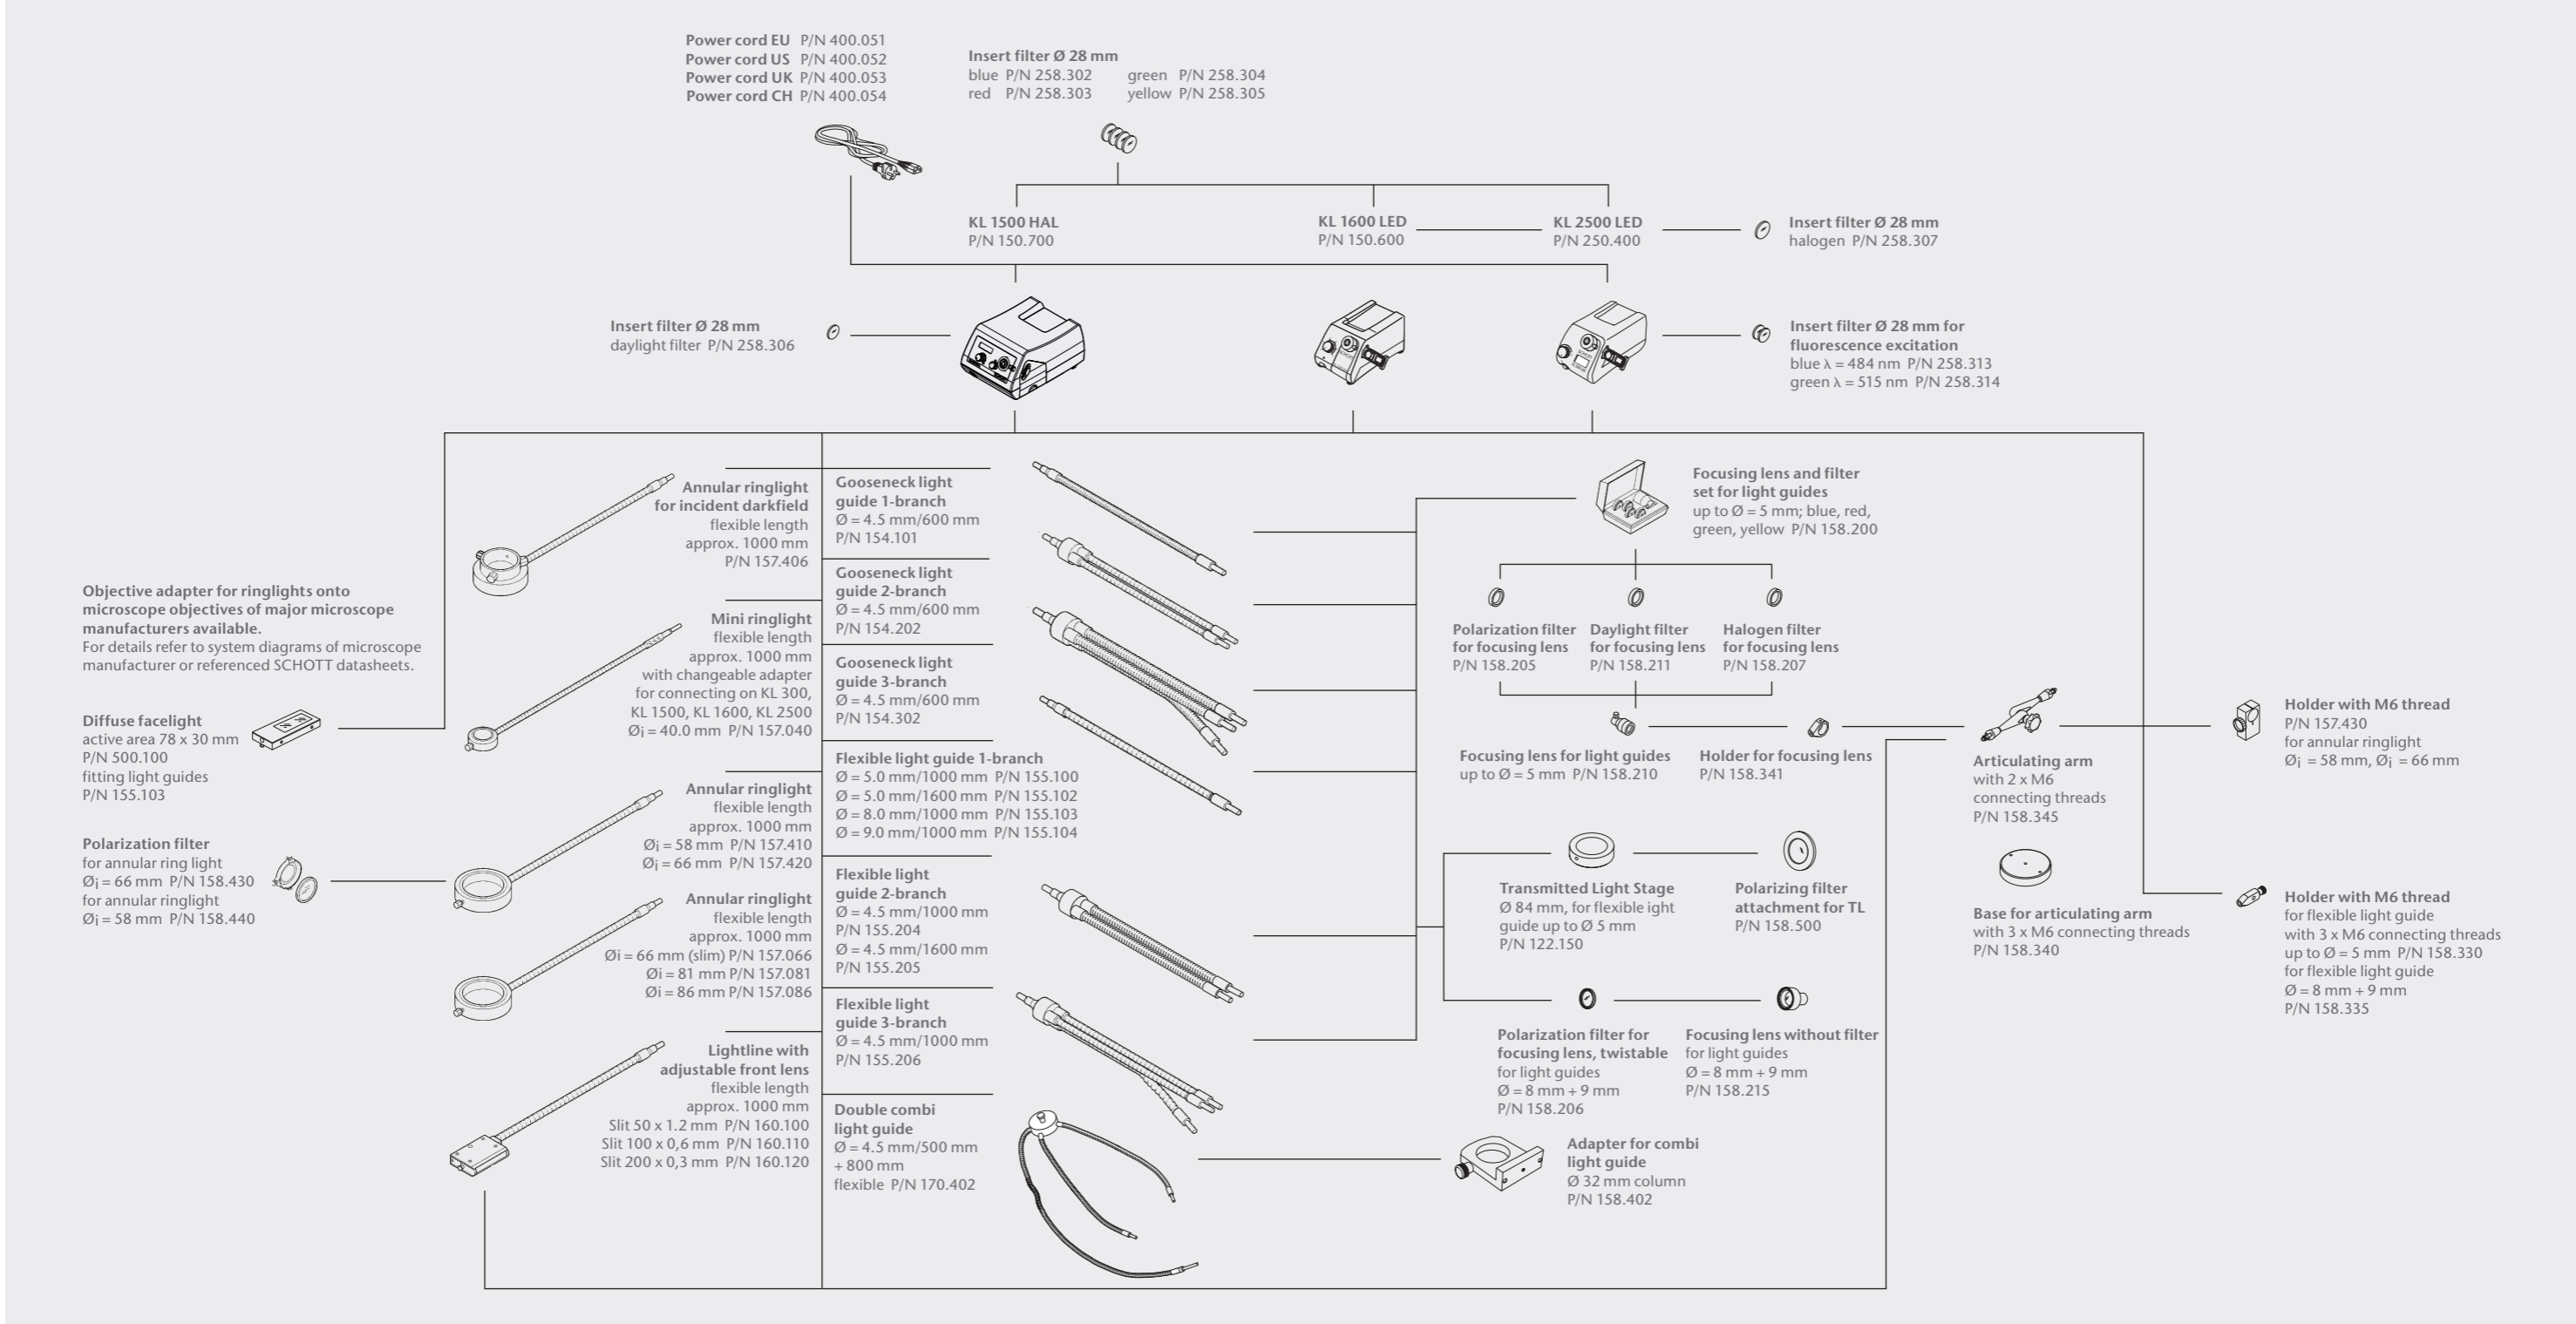 Power cord EU P/N 400.051
Power cord US P/N 400.052
Power cord UK P/N 400.053
Power cord CH P/N 400.054
Insert filter Ø 28 mm
blue P/N 258.302 green P/N 258.304
red P/N 258.303 yellow P/N 258.305
KL 1500 HAL
P/N 150.700
KL 1600 LED
P/N 150.600
KL 2500 LED
P/N 250.400
Insert filter Ø 28 mm
halogen P/N 258.307
Insert filter Ø 28 mm
daylight filter P/N 258.306
Insert filter Ø 28 mm for
fluorescence excitation
blue λ = 484 nm P/N 258.313
green λ = 515 nm P/N 258.314
Objective adapter for ringlights onto
microscope objectives of major microscope
manufacturers available.
For details refer to system diagrams of microscope
manufacturer or referenced SCHOTT datasheets.
Diffuse facelight
active area 78 x 30 mm
P/N 500.100
fitting light guides
P/N 155.103
Polarization filter
for annular ring light
Øi = 66 mm P/N 158.430
for annular ringlight
Øi = 58 mm P/N 158.440
Annular ringlight
for incident darkfield
flexible length
approx. 1000 mm
P/N 157.406
Mini ringlight
flexible length
approx. 1000 mm
with changeable adapter
for connecting on KL 300,
KL 1500, KL 1600, KL 2500
Øi = 40.0 mm P/N 157.040
Annular ringlight
flexible length
approx. 1000 mm
Øi = 58 mm P/N 157.410
Øi = 66 mm P/N 157.420
Annular ringlight
flexible length
approx. 1000 mm
Øi = 66 mm (slim) P/N 157.066
Øi = 81 mm P/N 157.081
Øi = 86 mm P/N 157.086
Lightline with
adjustable front lens
flexible length
approx. 1000 mm
Slit 50 x 1.2 mm P/N 160.100
Slit 100 x 0,6 mm P/N 160.110
Slit 200 x 0,3 mm P/N 160.120
Gooseneck light
guide 1-branch
Ø = 4.5 mm/600 mm
P/N 154.101
Gooseneck light
guide 2-branch
Ø = 4.5 mm/600 mm
P/N 154.202
Gooseneck light
guide 3-branch
Ø = 4.5 mm/600 mm
P/N 154.302
Flexible light guide 1-branch
Ø = 5.0 mm/1000 mm P/N 155.100
Ø = 5.0 mm/1600 mm P/N 155.102
Ø = 8.0 mm/1000 mm P/N 155.103
Ø = 9.0 mm/1000 mm P/N 155.104
Flexible light
guide 2-branch
Ø = 4.5 mm/1000 mm
P/N 155.204
Ø = 4.5 mm/1600 mm
P/N 155.205
Flexible light
guide 3-branch
Ø = 4.5 mm/1000 mm
P/N 155.206
Double combi
light guide
Ø = 4.5 mm/500 mm
+ 800 mm
flexible P/N 170.402
Focusing lens and filter
set for light guides
up to Ø = 5 mm; blue, red,
green, yellow P/N 158.200
Polarization filter
for focusing lens
P/N 158.205
Daylight filter
for focusing lens
P/N 158.211
Halogen filter
for focusing lens
P/N 158.207
Focusing lens for light guides
up to Ø = 5 mm P/N 158.210
Holder for focusing lens
P/N 158.341
Transmitted Light Stage
Ø 84 mm, for flexible ight
guide up to Ø 5 mm
P/N 122.150
Polarizing filter
attachment for TL
P/N 158.500
Polarization filter for
focusing lens, twistable
for light guides
Ø = 8 mm + 9 mm
P/N 158.206
Focusing lens without filter
for light guides
Ø = 8 mm + 9 mm
P/N 158.215
Adapter for combi
light guide
Ø 32 mm column
P/N 158.402
Articulating arm
with 2 x M6
connecting threads
P/N 158.345
Base for articulating arm
with 3 x M6 connecting threads
P/N 158.340
Holder with M6 thread
P/N 157.430
for annular ringlight
Øi = 58 mm, Øi = 66 mm
Holder with M6 thread
for flexible light guide
with 3 x M6 connecting threads
up to Ø = 5 mm P/N 158.330
for flexible light guide
Ø = 8 mm + 9 mm
P/N 158.335